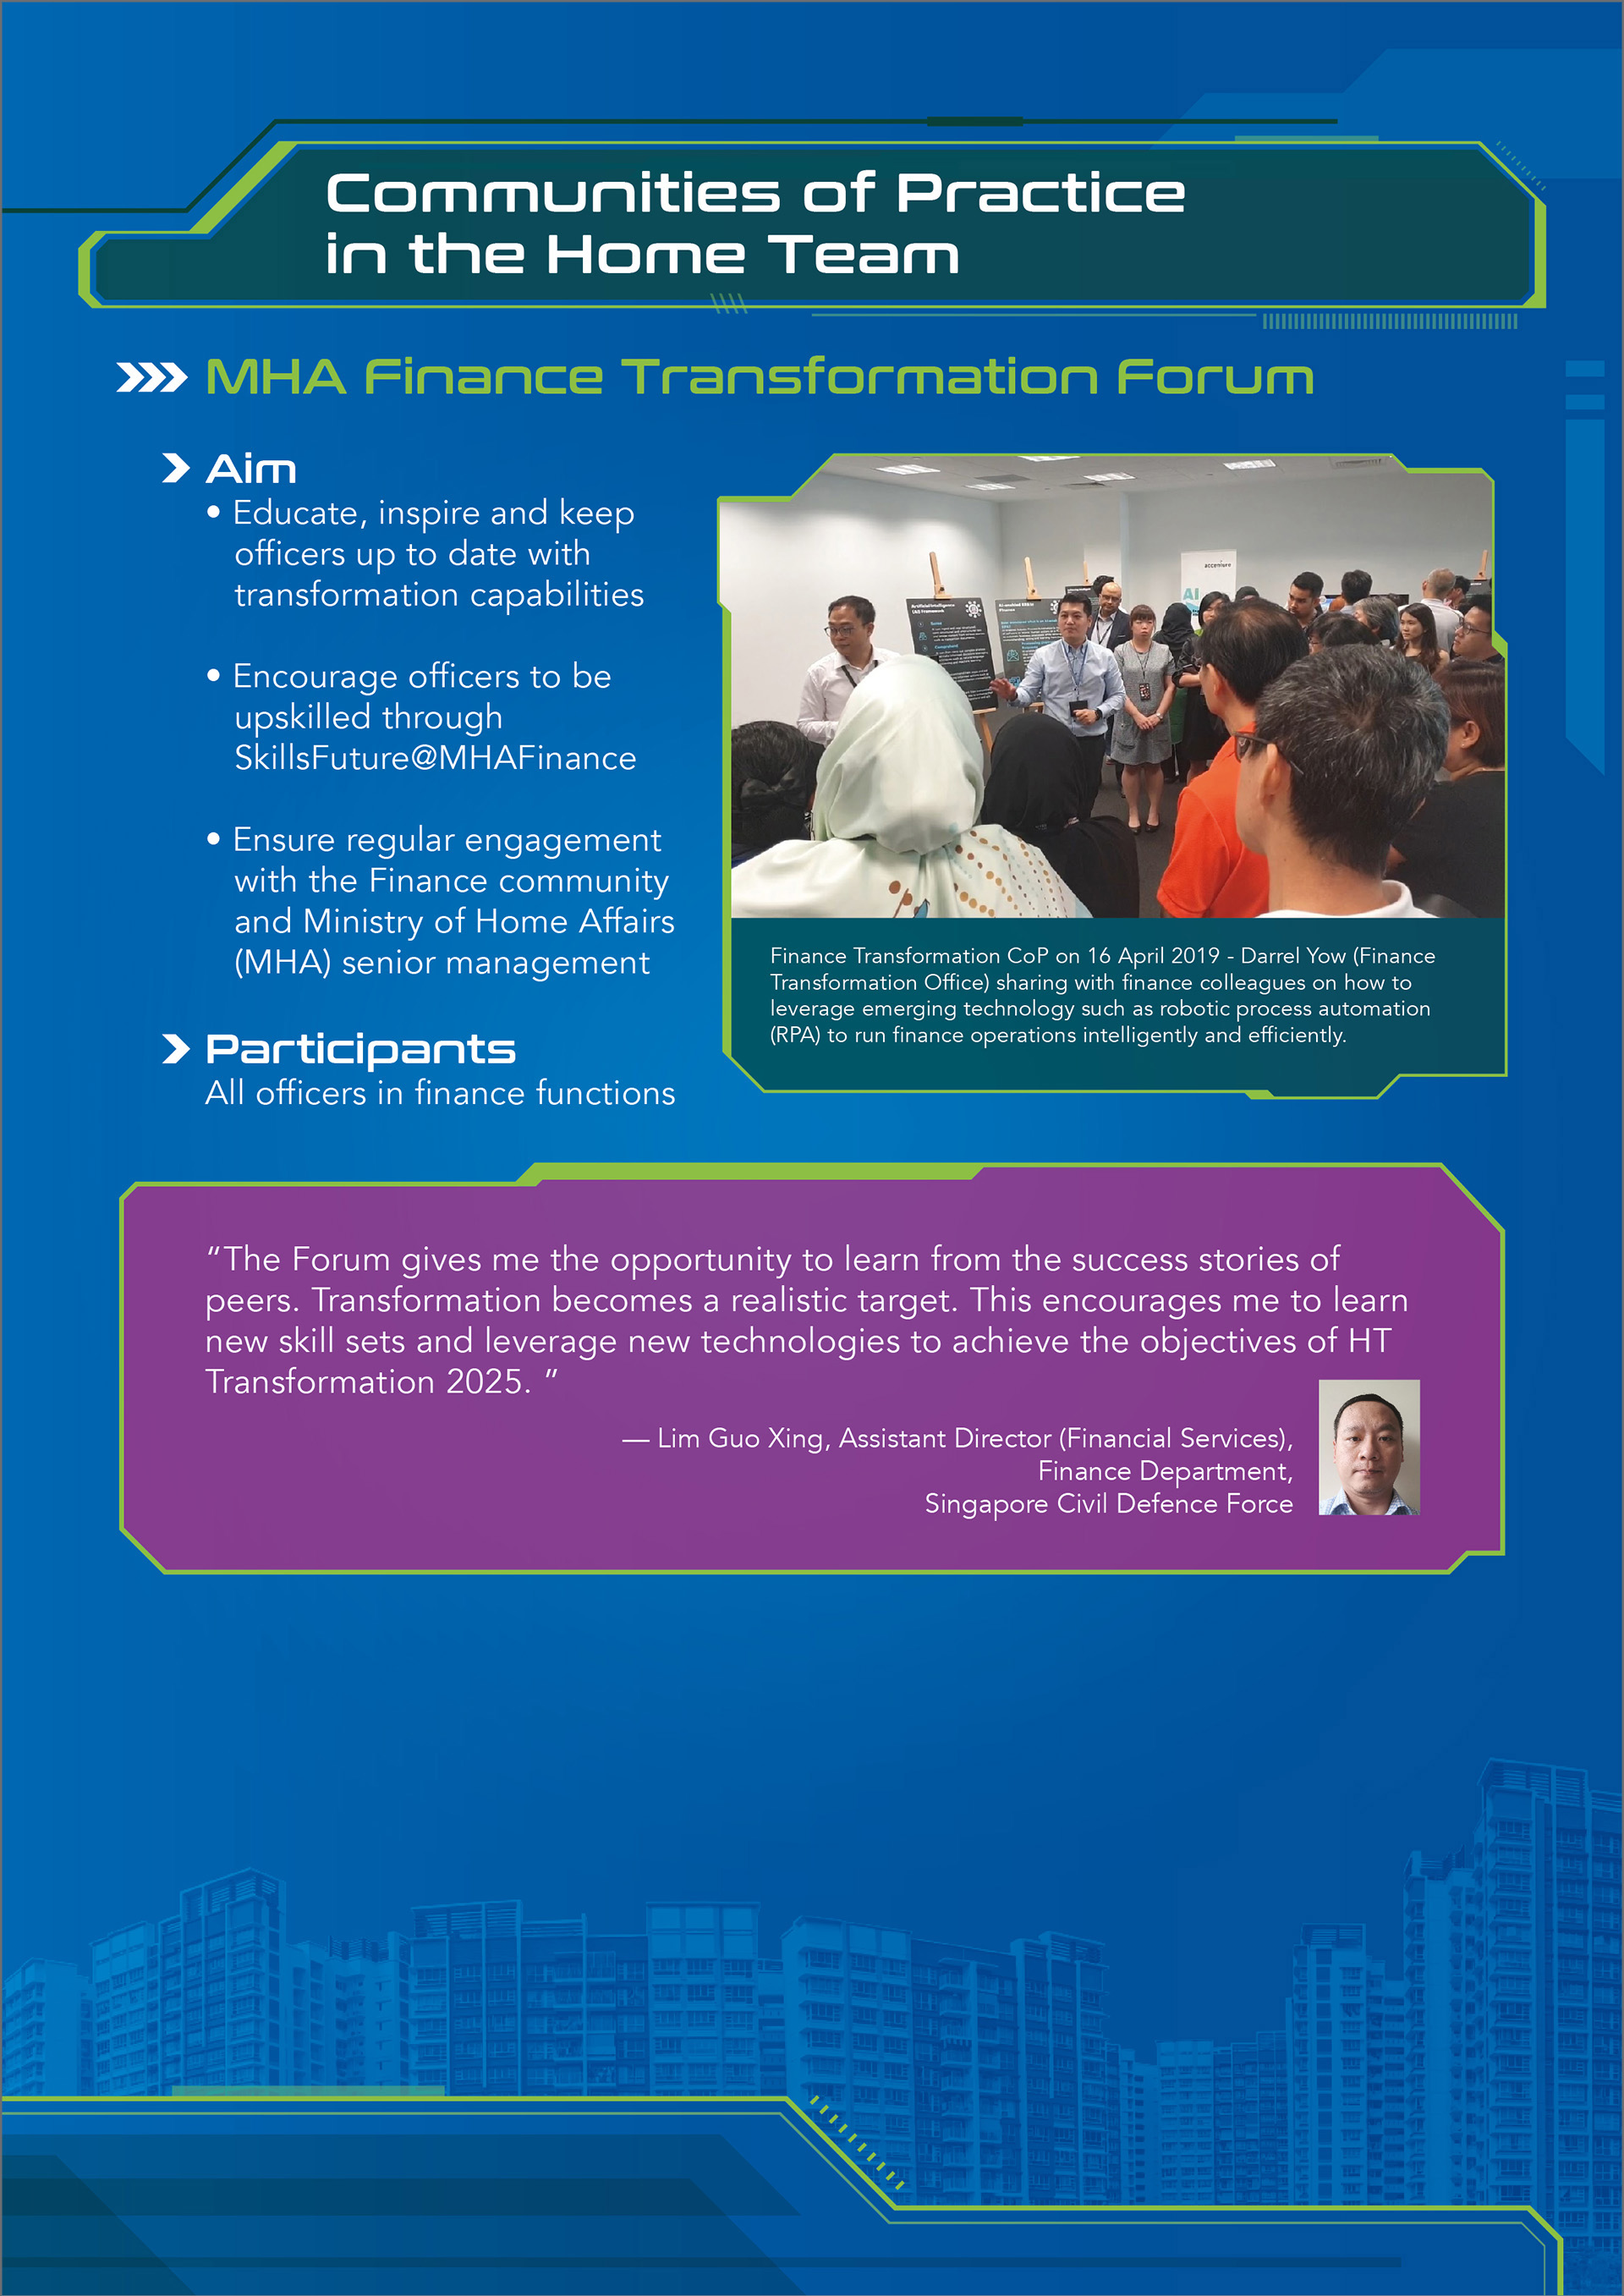 Communities of Practice
in the Home Team
MHA Finance Transformation Forum
Aim
• Educate, inspire and keep
officers up to date with
transformation capabilities
• Encourage officers to be
upskilled through
SkillsFuture@MHAFinance
• Ensure regular engagement
with the Finance community
and Ministry of Home Affairs
(MHA) senior management
Participants
All officers in finance functions
accenture
AI
Artificial Intelligence
Finance Transformation CoP on 16 April 2019 - Darrel Yow (Finance
Transformation Office) sharing with finance colleagues on how to
leverage emerging technology such as robotic process automation
(RPA) to run finance operations intelligently and efficiently.
“The Forum gives me the opportunity to learn from the success stories of
peers. Transformation becomes a realistic target. This encourages me to learn
new skill sets and leverage new technologies to achieve the objectives of HT
Transformation 2025. ”
— Lim Guo Xing, Assistant Director (Financial Services),
Finance Department,
Singapore Civil Defence Force